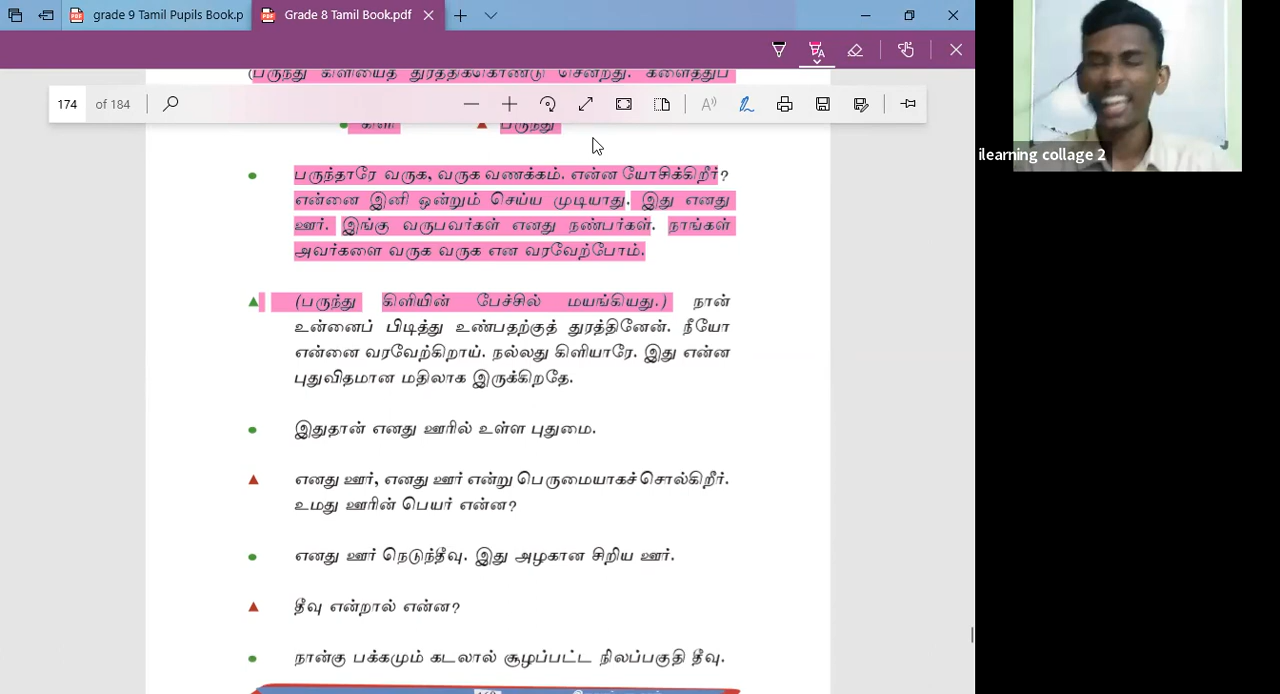 grade 9 Tamil Pupils Book.p
Grade 8 Tamil Book.pdf
(பருந்து கிளியைத் துரத்திக்கொண்டு சென்றது. களைத்துப்
174 of 184
கிளி பருந்து
ilearning collage 2
பருந்தாரே வருக, வருக வணக்கம். என்ன யோசிக்கிறீர்?
என்னை இனி ஒன்றும் செய்ய முடியாது. இது எனது
ஊர். இங்கு வருபவர்கள் எனது நண்பர்கள். நாங்கள்
அவர்களை வருக வருக என வரவேற்போம்.
(பருந்து கிளியின் பேச்சில் மயங்கியது.) நான்
உன்னைப் பிடித்து உண்பதற்குத் துரத்தினேன். நீயோ
என்னை வரவேற்கிறாய். நல்லது கிளியாரே. இது என்ன
புதுவிதமான மதிலாக இருக்கிறதே.
இதுதான் எனது ஊரில் உள்ள புதுமை.
எனது ஊர், எனது ஊர் என்று பெருமையாகச் சொல்கிறீர்.
உமது ஊரின் பெயர் என்ன?
எனது ஊர் நெடுந்தீவு. இது அழகான சிறிய ஊர்.
தீவு என்றால் என்ன?
நான்கு பக்கமும் கடலால் சூழப்பட்ட நிலப்பகுதி தீவு.